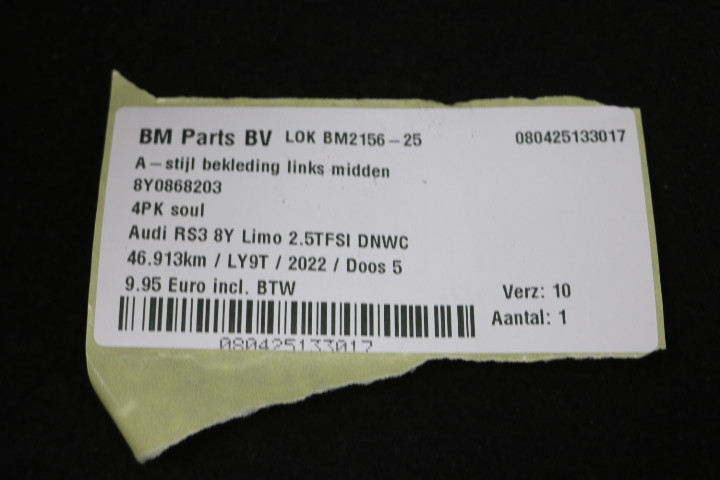 BM Parts BV LOK BM2156-25 080425133017
A-stijl bekleding links midden
8Y0868203
4PK soul
Audi RS3 8Y Limo 2.5TFSI DNWC
46.913km / LY9T / 2022 / Doos 5
9.95 Euro incl. BTW Verz: 10
Aantal: 1
080425133017